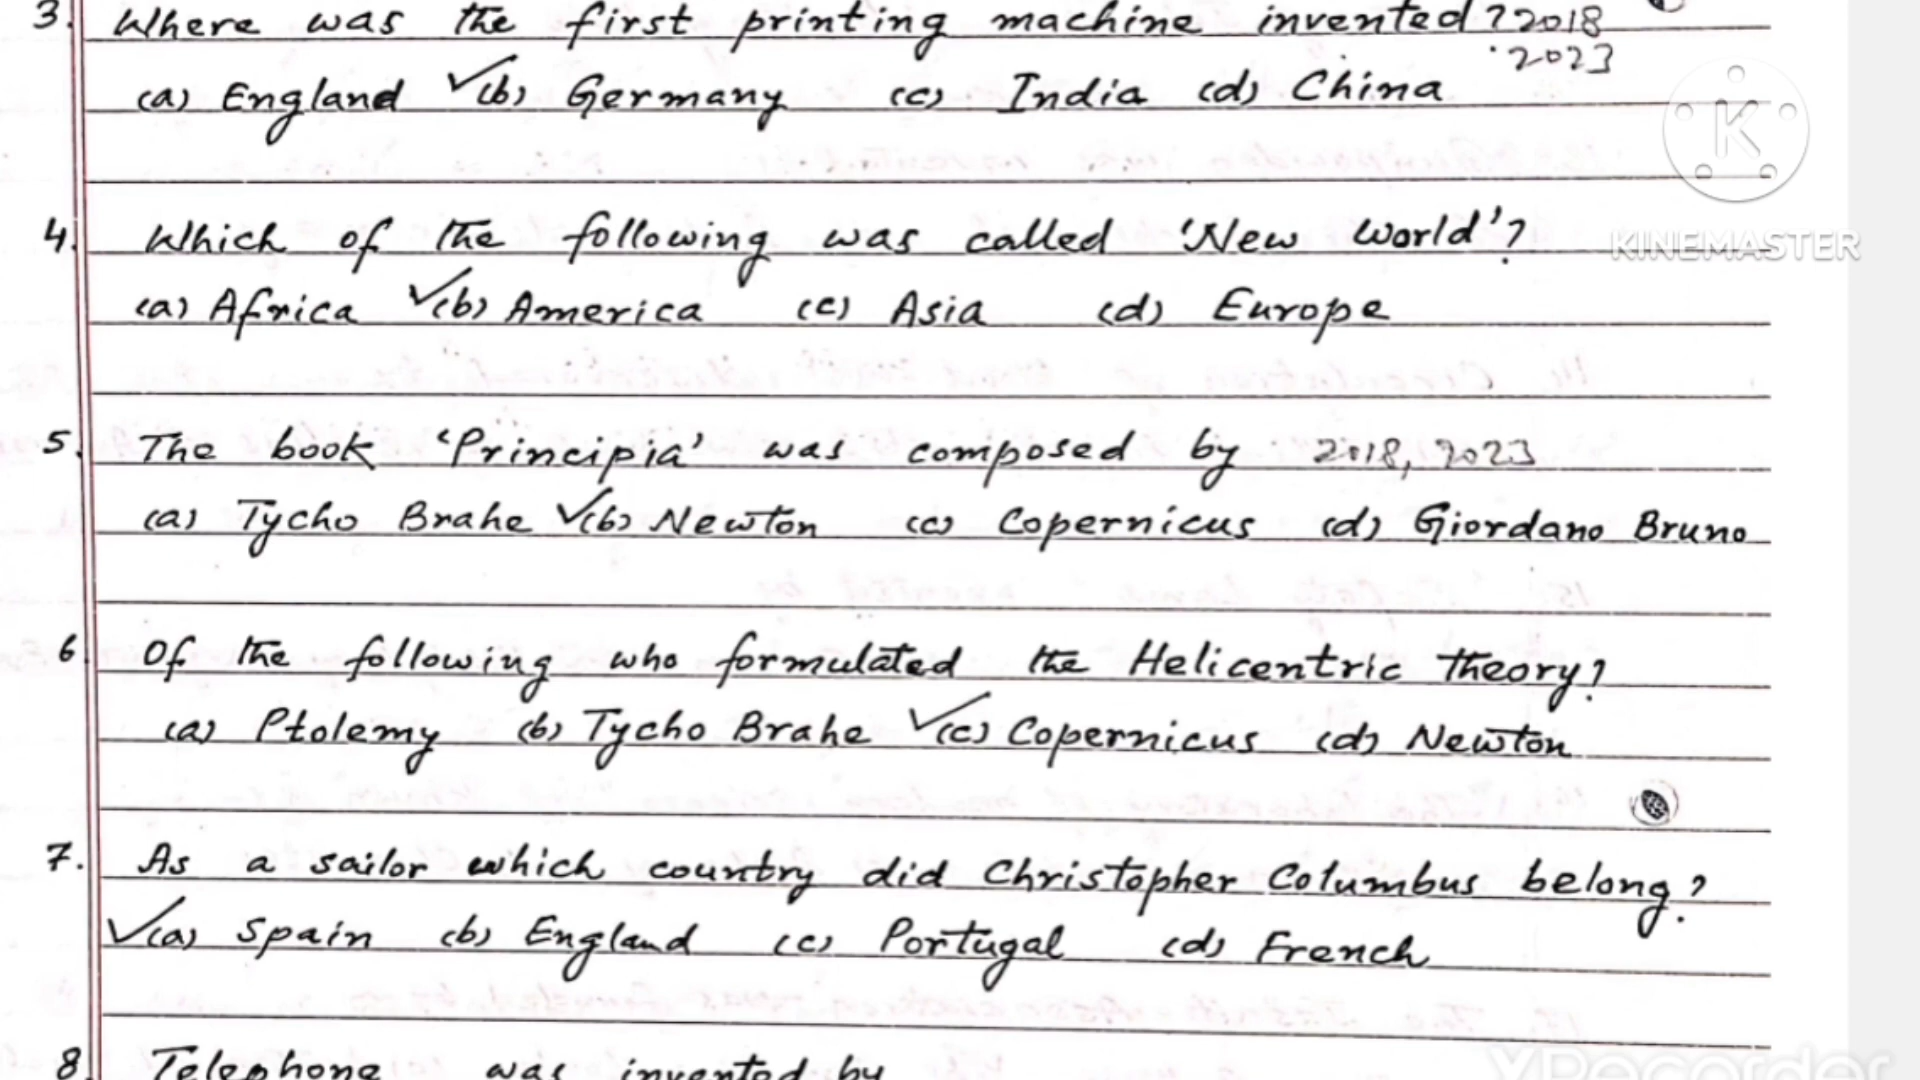 3. Where was the first printing machine invented? 2018
2023
(a) England ✓(b) Germany (c) India (d) China
K
KINEMASTER
4. Which of the following was called 'New World'?
(a) Africa ✓(b) America (c) Asia (d) Europe
5. The book 'Principia' was composed by 2018, 2023
(a) Tycho Brahe ✓(b) Newton (c) Copernicus (d) Giordano Bruno
6. Of the following who formulated the Helicentric theory?
(a) Ptolemy (b) Tycho Brahe ✓(c) Copernicus (d) Newton
7. As a sailor which country did Christopher Columbus belong?
✓(a) Spain (b) England (c) Portugal (d) French
8. Telephone was invented by
XRecorder